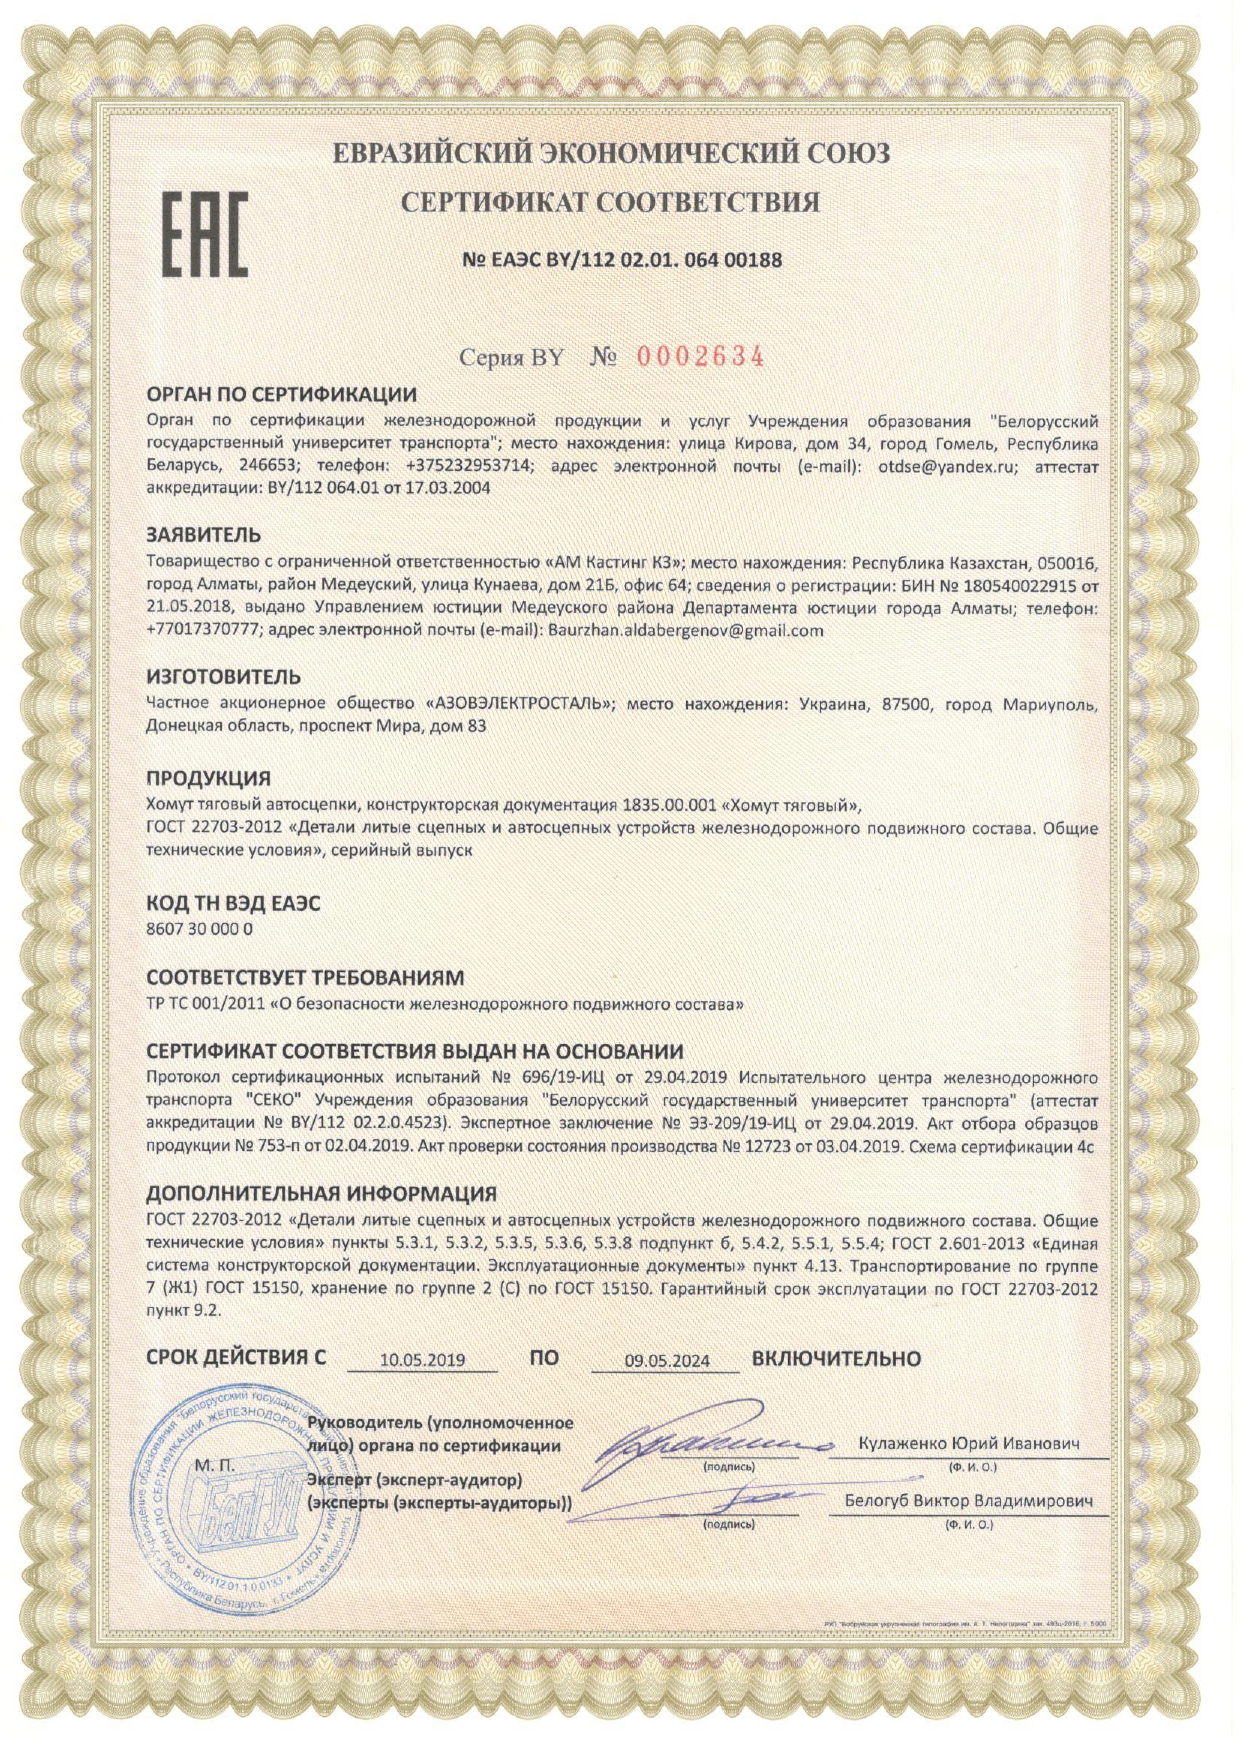 ЕВРАЗИЙСКИЙ ЭКОНОМИЧЕСКИЙ СОЮЗ
EAC
СЕРТИФИКАТ СООТВЕТСТВИЯ
№ ЕАЭС BY/112 02.01. 064 00188
Серия BY № 0002634
ОРГАН ПО СЕРТИФИКАЦИИ
Орган по сертификации железнодорожной продукции и услуг Учреждения образования "Белорусский
государственный университет транспорта"; место нахождения: улица Кирова, дом 34, город Гомель, Республика
Беларусь, 246653; телефон: +375232953714; адрес электронной почты (e-mail): otdse@yandex.ru; аттестат
аккредитации: BY/112 064.01 от 17.03.2004
ЗАЯВИТЕЛЬ
Товарищество с ограниченной ответственностью «АМ Кастинг КЗ»; место нахождения: Республика Казахстан, 050016,
город Алматы, район Медеуский, улица Кунаева, дом 21Б, офис 64; сведения о регистрации: БИН № 180540022915 от
21.05.2018, выдано Управлением юстиции Медеуского района Департамента юстиции города Алматы; телефон:
+77017370777; адрес электронной почты (e-mail): Baurzhan.aldabergenov@gmail.com
ИЗГОТОВИТЕЛЬ
Частное акционерное общество «АЗОВЭЛЕКТРОСТАЛЬ»; место нахождения: Украина, 87500, город Мариуполь,
Донецкая область, проспект Мира, дом 83
ПРОДУКЦИЯ
Хомут тяговый автосцепки, конструкторская документация 1835.00.001 «Хомут тяговый»,
ГОСТ 22703-2012 «Детали литые сцепных и автосцепных устройств железнодорожного подвижного состава. Общие
технические условия», серийный выпуск
КОД ТН ВЭД ЕАЭС
8607 30 000 0
СООТВЕТСТВУЕТ ТРЕБОВАНИЯМ
ТР ТС 001/2011 «О безопасности железнодорожного подвижного состава»
СЕРТИФИКАТ СООТВЕТСТВИЯ ВЫДАН НА ОСНОВАНИИ
Протокол сертификационных испытаний № 696/19-ИЦ от 29.04.2019 Испытательного центра железнодорожного
транспорта "СЕКО" Учреждения образования "Белорусский государственный университет транспорта" (аттестат
аккредитации № BY/112 02.2.0.4523). Экспертное заключение № ЭЗ-209/19-ИЦ от 29.04.2019. Акт отбора образцов
продукции № 753-п от 02.04.2019. Акт проверки состояния производства № 12723 от 03.04.2019. Схема сертификации 4с
ДОПОЛНИТЕЛЬНАЯ ИНФОРМАЦИЯ
ГОСТ 22703-2012 «Детали литые сцепных и автосцепных устройств железнодорожного подвижного состава. Общие
технические условия» пункты 5.3.1, 5.3.2, 5.3.5, 5.3.6, 5.3.8 подпункт б, 5.4.2, 5.5.1, 5.5.4; ГОСТ 2.601-2013 «Единая
система конструкторской документации. Эксплуатационные документы» пункт 4.13. Транспортирование по группе
7 (Ж1) ГОСТ 15150, хранение по группе 2 (С) по ГОСТ 15150. Гарантийный срок эксплуатации по ГОСТ 22703-2012
пункт 9.2.
СРОК ДЕЙСТВИЯ С 10.05.2019 ПО 09.05.2024 ВКЛЮЧИТЕЛЬНО
Руководитель (уполномоченное
лицо) органа по сертификации
Кулаженко Юрий Иванович
(подпись) (Ф. И. О.)
М. П.
Эксперт (эксперт-аудитор)
(эксперты (эксперты-аудиторы))
Белогуб Виктор Владимирович
(подпись) (Ф. И. О.)